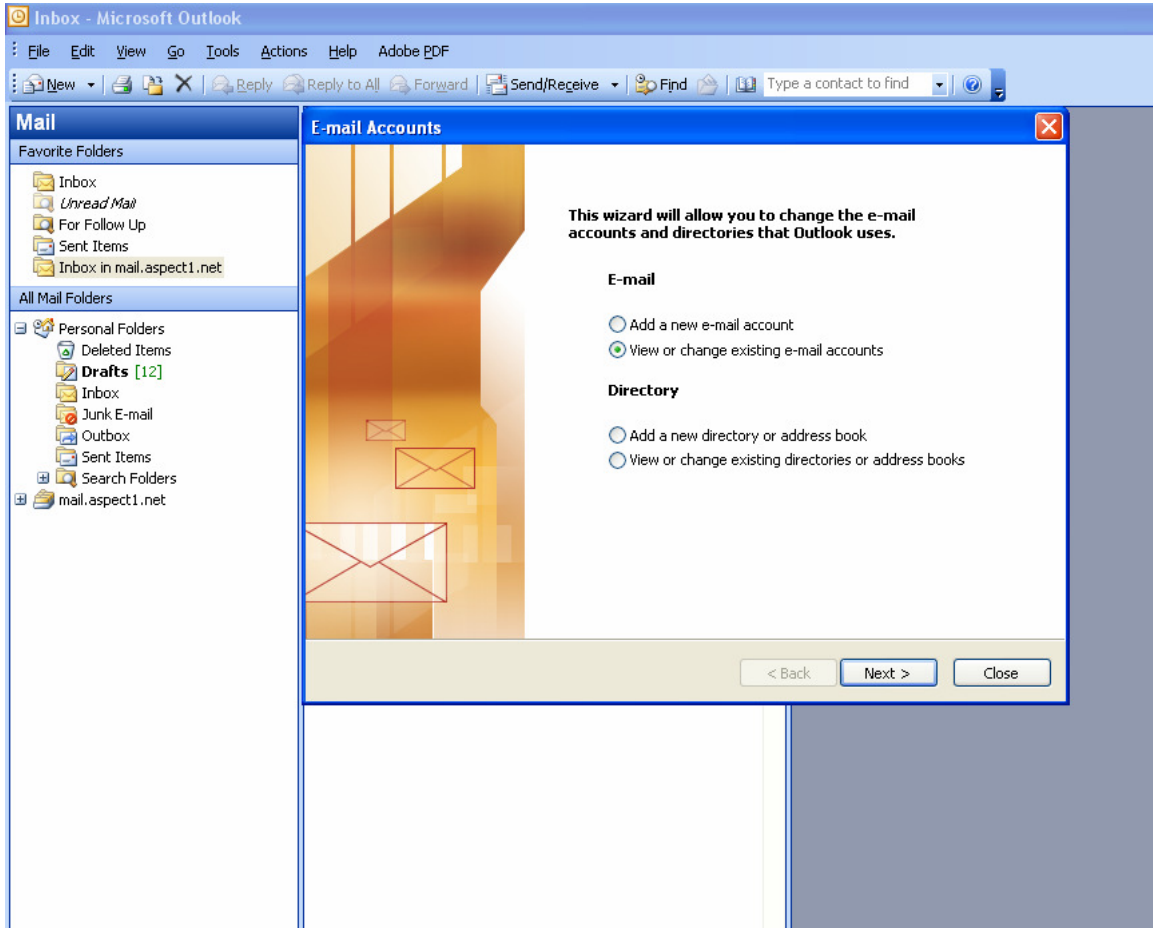 Inbox - Microsoft Outlook
File Edit View Go Tools Actions Help Adobe PDF
New Reply Reply to All Forward Send/Receive Find Type a contact to find
Mail
Favorite Folders
Inbox
Unread Mail
For Follow Up
Sent Items
Inbox in mail.aspect1.net
All Mail Folders
Personal Folders
Deleted Items
Drafts [12]
Inbox
Junk E-mail
Outbox
Sent Items
Search Folders
mail.aspect1.net
E-mail Accounts
This wizard will allow you to change the e-mail
accounts and directories that Outlook uses.
E-mail
Add a new e-mail account
View or change existing e-mail accounts
Directory
Add a new directory or address book
View or change existing directories or address books
< Back Next > Close